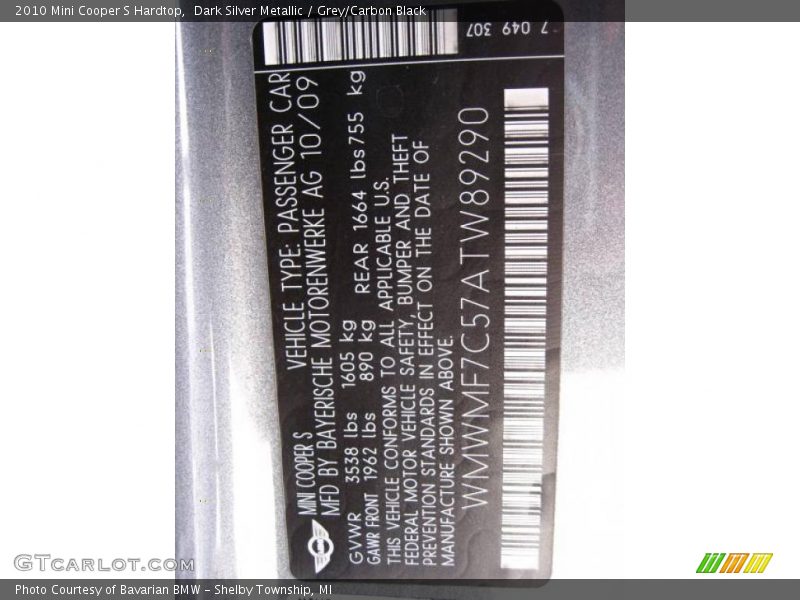 2010 Mini Cooper S Hardtop,  Dark Silver Metallic / Grey/Carbon Black
7 049 307
MINI COOPER S VEHICLE TYPE: PASSENGER CAR
MFD BY BAYERISCHE MOTORENWERKE AG 10/09
GVWR 3538 lbs 1605 kg
GAWR FRONT 1962 lbs 890 kg REAR 1664 lbs 755 kg
THIS VEHICLE CONFORMS TO ALL APPLICABLE U.S.
FEDERAL MOTOR VEHICLE SAFETY, BUMPER AND THEFT
PREVENTION STANDARDS IN EFFECT ON THE DATE OF
MANUFACTURE SHOWN ABOVE.
WMWMF7C57ATW89290
GTCarLot.com
Photo Courtesy of Bavarian BMW – Shelby Township, MI